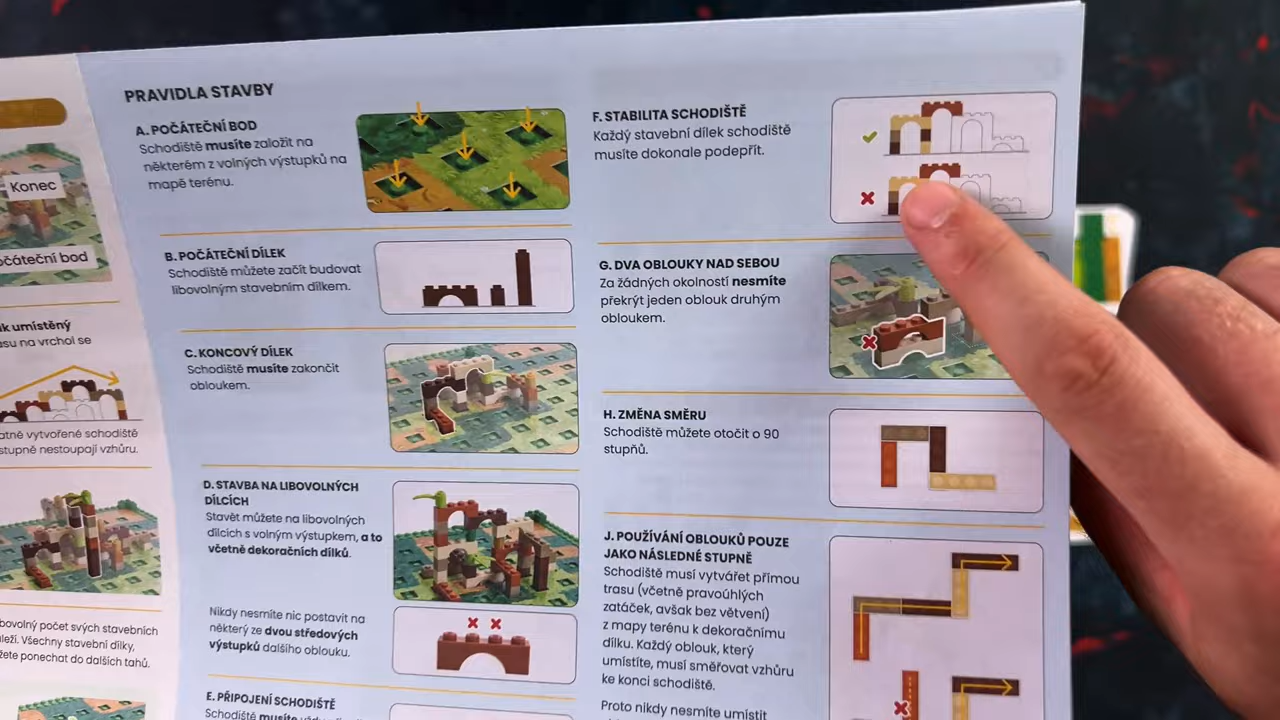 Konec
očáteční bod
k umístěný
asu na vrchol se
atně vytvořené schodiště
stupně nestoupají vzhůru.
bovolný počet svých stavebních
leží. Všechny stavební dílky,
žete ponechat do dalších tahů.
PRAVIDLA STAVBY
A. POČÁTEČNÍ BOD
Schodiště musíte založit na
některém z volných výstupků na
mapě terénu.
B. POČÁTEČNÍ DÍLEK
Schodiště můžete začít budovat
libovolným stavebním dílkem.
C. KONCOVÝ DÍLEK
Schodiště musíte zakončit
obloukem.
D. STAVBA NA LIBOVOLNÝCH
DÍLCÍCH
Stavět můžete na libovolných
dílcích s volným výstupkem, a to
včetně dekoračních dílků.
Nikdy nesmíte nic postavit na
některý ze dvou středových
výstupků dalšího oblouku.
E. PŘIPOJENÍ SCHODIŠTĚ
Schodiště musíte
F. STABILITA SCHODIŠTĚ
Každý stavební dílek schodiště
musíte dokonale podepřít.
G. DVA OBLOUKY NAD SEBOU
Za žádných okolností nesmíte
překrýt jeden oblouk druhým
obloukem.
H. ZMĚNA SMĚRU
Schodiště můžete otočit o 90
stupňů.
J. POUŽÍVÁNÍ OBLOUKŮ POUZE
JAKO NÁSLEDNÉ STUPNĚ
Schodiště musí vytvářet přímou
trasu (včetně pravoúhlých
zatáček, avšak bez větvení)
z mapy terénu k dekoračnímu
dílku. Každý oblouk, který
umístíte, musí směřovat vzhůru
ke konci schodiště.
Proto nikdy nesmíte umístit